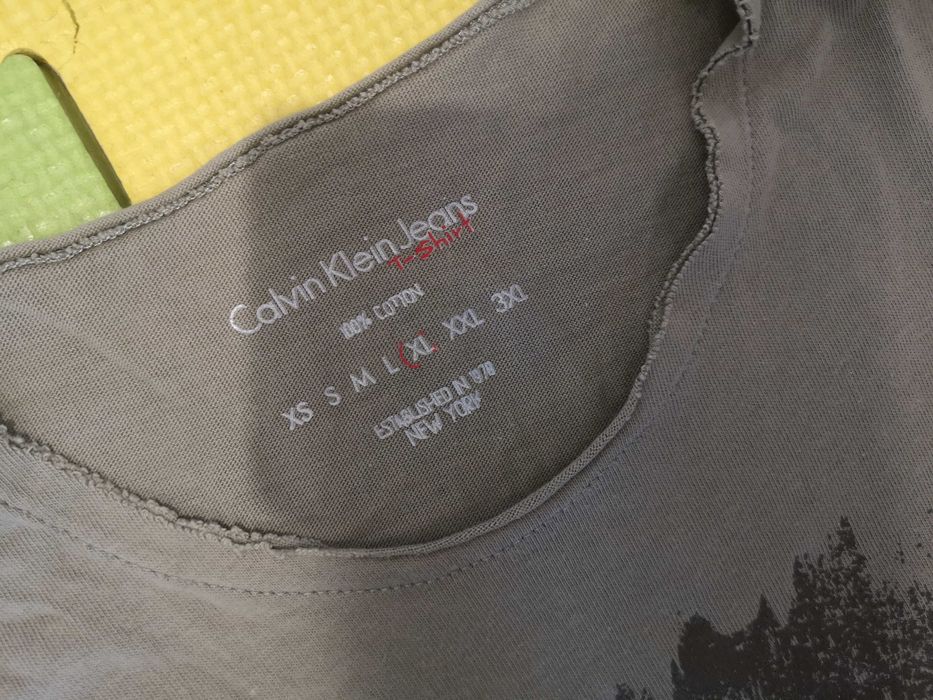 Calvin Klein Jeans
T-Shirt
100% COTTON
XS S M L XL XXL 3XL
ESTABLISHED IN 1978
NEW YORK